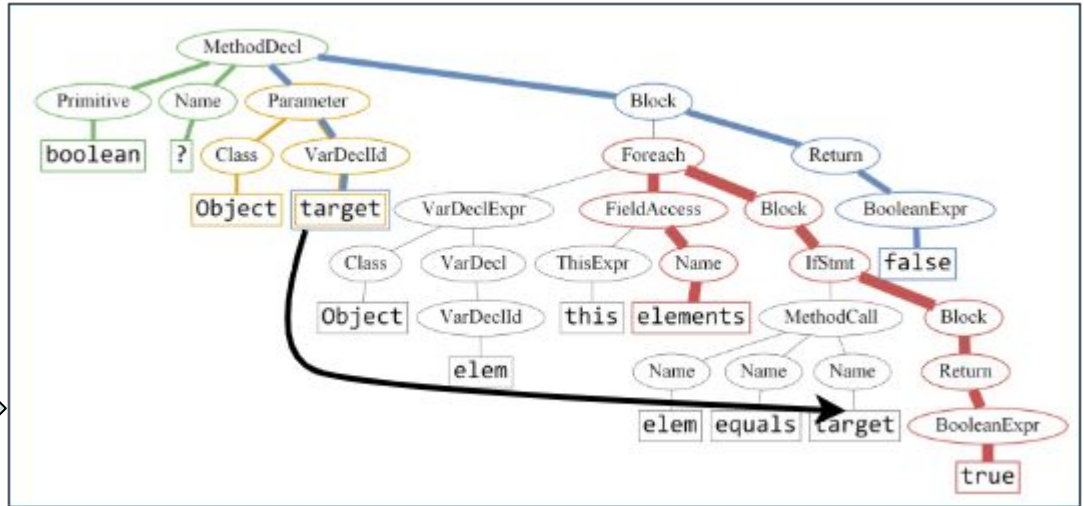 MethodDecl
Primitive Name Parameter Block
boolean ? Class VarDeclId Foreach Return
Object target VarDeclExpr FieldAccess Block BooleanExpr
Class VarDecl ThisExpr Name IfStmt false
Object VarDeclId this elements MethodCall Block
elem Name Name Name Return
elem equals target BooleanExpr
true